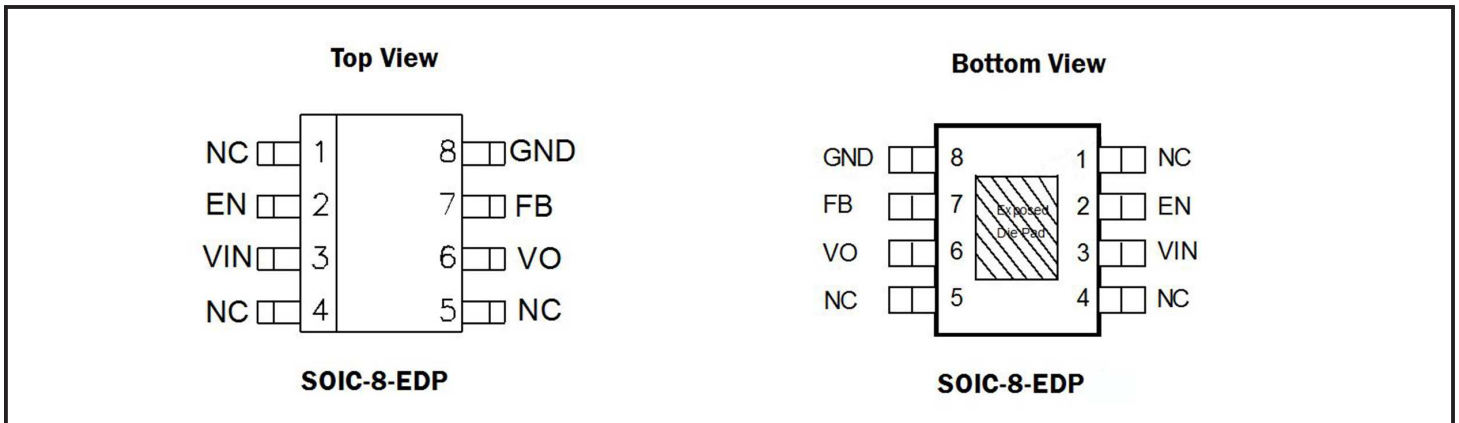 Top View
NC 1 8 GND
EN 2 7 FB
VIN 3 6 VO
NC 4 5 NC
SOIC-8-EDP
Bottom View
GND 8 1 NC
FB 7 2 EN
Exposed
Die Pad
VO 6 3 VIN
NC 5 4 NC
SOIC-8-EDP